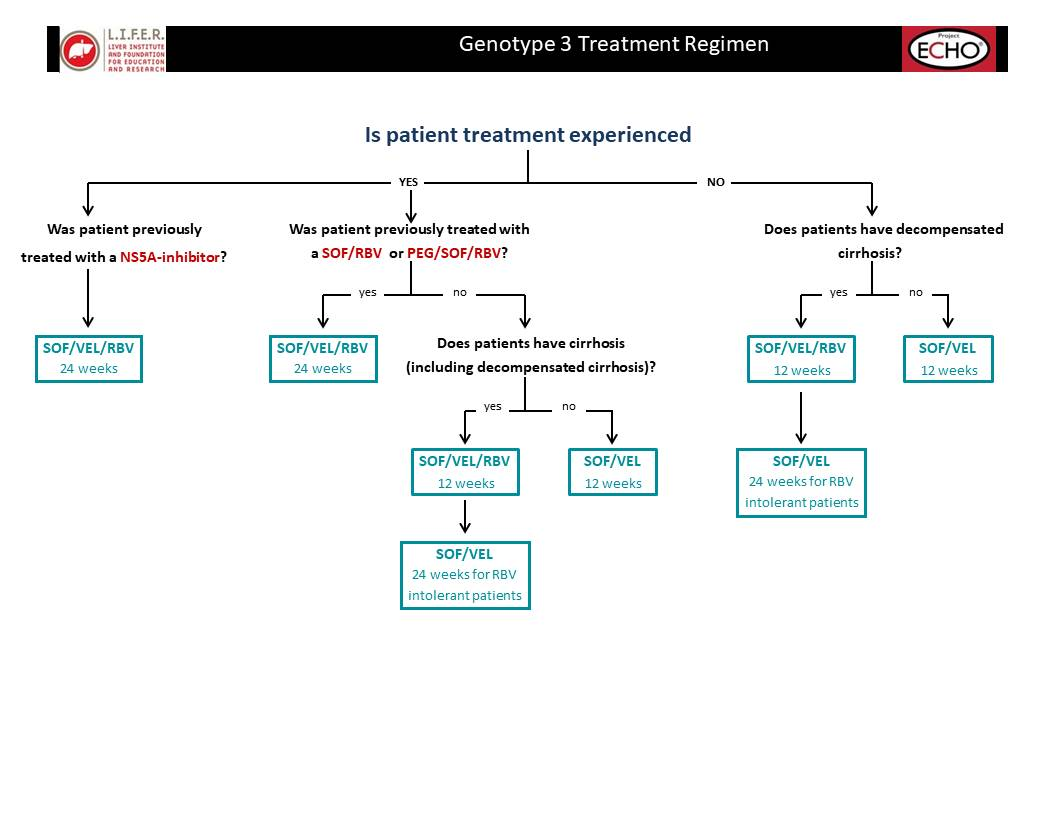 L.I.F.E.R.
LIVER INSTITUTE
AND FOUNDATION
FOR EDUCATION
AND RESEARCH
Genotype 3 Treatment Regimen
Project
ECHO®
Is patient treatment experienced
YES
NO
Was patient previously
treated with a NS5A-inhibitor?
Was patient previously treated with
a SOF/RBV or PEG/SOF/RBV?
Does patients have decompensated
cirrhosis?
yes
no
yes
no
SOF/VEL/RBV
24 weeks
SOF/VEL/RBV
24 weeks
Does patients have cirrhosis
(including decompensated cirrhosis)?
SOF/VEL/RBV
12 weeks
SOF/VEL
12 weeks
yes
no
SOF/VEL/RBV
12 weeks
SOF/VEL
12 weeks
SOF/VEL
24 weeks for RBV
intolerant patients
SOF/VEL
24 weeks for RBV
intolerant patients